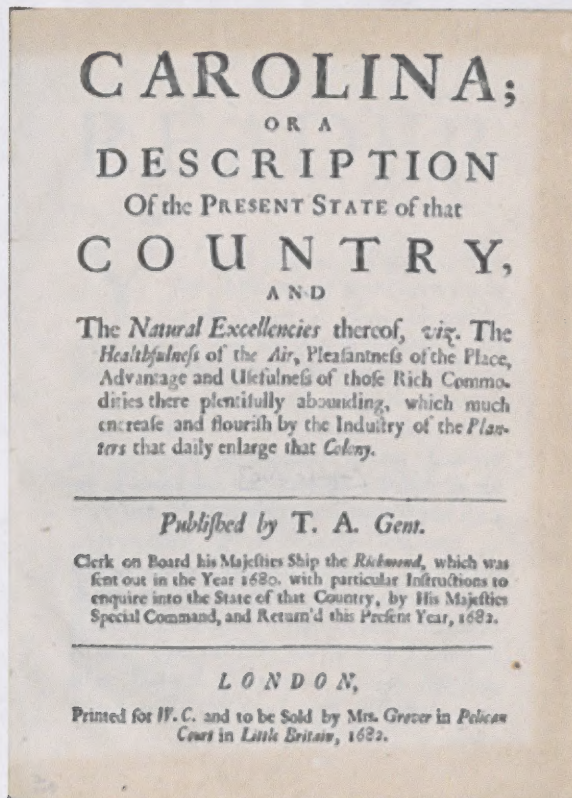 CAROLINA;
OR A
DESCRIPTION
Of the PRESENT STATE of that
COUNTRY,
AND
The Natural Excellencies thereof, viz. The
Healthfulneſs of the Air, Pleaſantneſs of the Place,
Advantage and Uſefulneſs of thoſe Rich Commo-
dities there plentifully abounding, which much
encreaſe and flouriſh by the Induſtry of the Plan-
ters that daily enlarge that Colony.
Publiſhed by T. A. Gent.
Clerk on Board his Majeſties Ship the Richmond, which was
ſent out in the Year 1680. with particular Inſtructions to
enquire into the State of that Country, by His Majeſties
Special Command, and Return'd this Preſent Year, 1682.
LONDON,
Printed for W. C. and to be Sold by Mrs. Grover in Pelican
Court in Little Britain, 1682.